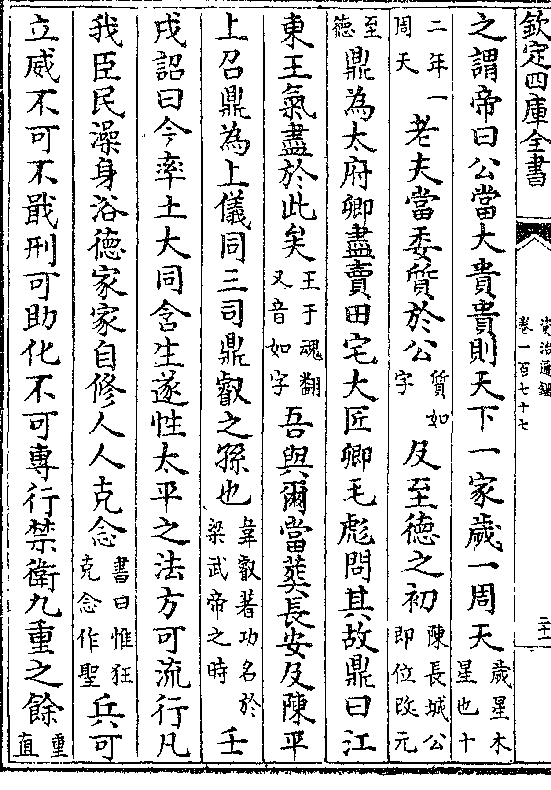 欽定四庫全書
資治通鑑
卷一百七十七
二十一
之謂帝曰公當大貴貴則天下一家歲一周天歲星木星也十
二年一周天老夫當委質於公質如字及至德之初陳長城公即位改元
至德鼎為太府卿盡賣田宅大匠卿毛彪問其故鼎曰江
東王氣盡於此矣王于魂翻又音如字吾與爾當葬長安及陳平
上召鼎為上儀同三司鼎叡之孫也韋叡著功名於梁武帝之時壬
戌詔曰今率土大同含生遂性太平之法方可流行凡
我臣民澡身浴德家家自修人人克念書曰惟狂克念作聖兵可
立威不可不戢刑可助化不可專行禁衛九重之餘重直